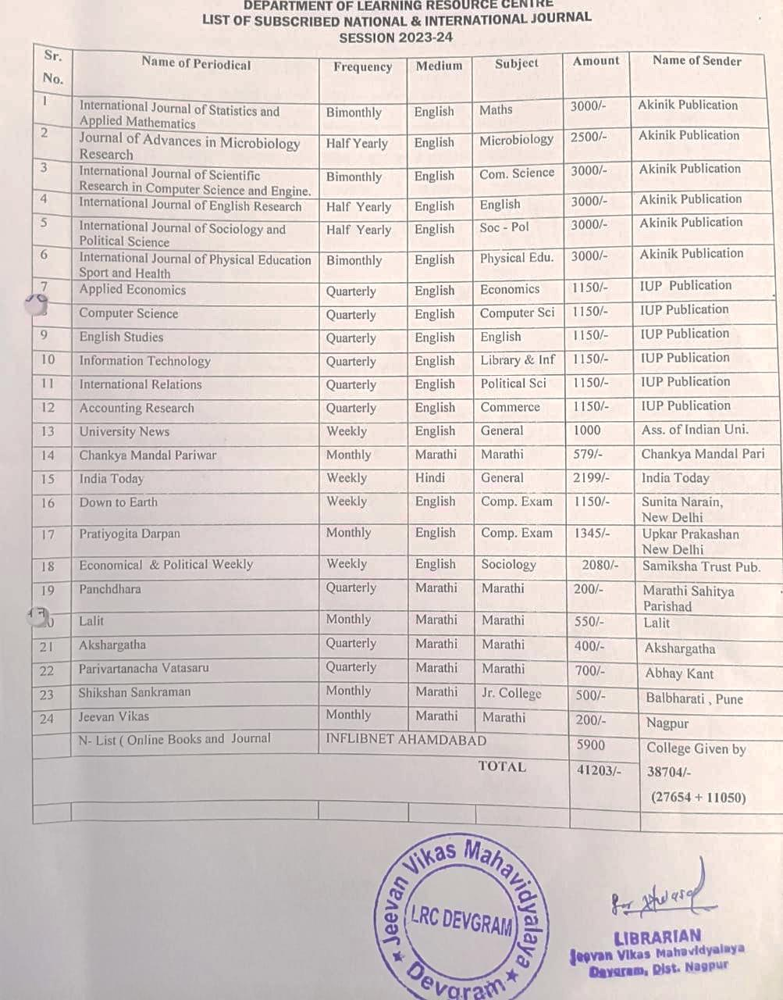 DEPARTMENT OF LEARNING RESOURCE CENTRE
LIST OF SUBSCRIBED NATIONAL & INTERNATIONAL JOURNAL
SESSION 2023-24
Sr. No. Name of Periodical Frequency Medium Subject Amount Name of Sender
1 International Journal of Statistics and Bimonthly English Maths 3000/- Akinik Publication
Applied Mathematics
2 Journal of Advances in Microbiology Half Yearly English Microbiology 2500/- Akinik Publication
Research
3 International Journal of Scientific Bimonthly English Com. Science 3000/- Akinik Publication
Research in Computer Science and Engine.
4 International Journal of English Research Half Yearly English English 3000/- Akinik Publication
5 International Journal of Sociology and Half Yearly English Soc - Pol 3000/- Akinik Publication
Political Science
6 International Journal of Physical Education Bimonthly English Physical Edu. 3000/- Akinik Publication
Sport and Health
7 Applied Economics Quarterly English Economics 1150/- IUP Publication
Computer Science Quarterly English Computer Sci 1150/- IUP Publication
9 English Studies Quarterly English English 1150/- IUP Publication
10 Information Technology Quarterly English Library & Inf 1150/- IUP Publication
11 International Relations Quarterly English Political Sci 1150/- IUP Publication
12 Accounting Research Quarterly English Commerce 1150/- IUP Publication
13 University News Weekly English General 1000 Ass. of Indian Uni.
14 Chankya Mandal Pariwar Monthly Marathi Marathi 579/- Chankya Mandal Pari
15 India Today Weekly Hindi General 2199/- India Today
16 Down to Earth Weekly English Comp. Exam 1150/- Sunita Narain,
New Delhi
17 Pratiyogita Darpan Monthly English Comp. Exam 1345/- Upkar Prakashan
New Delhi
18 Economical & Political Weekly Weekly English Sociology 2080/- Samiksha Trust Pub.
19 Panchdhara Quarterly Marathi Marathi 200/- Marathi Sahitya
Parishad
Lalit Monthly Marathi Marathi 550/- Lalit
21 Akshargatha Quarterly Marathi Marathi 400/- Akshargatha
22 Parivartanacha Vatasaru Quarterly Marathi Marathi 700/- Abhay Kant
23 Shikshan Sankraman Monthly Marathi Jr. College 500/- Balbharati , Pune
24 Jeevan Vikas Monthly Marathi Marathi 200/- Nagpur
N- List ( Online Books and Journal INFLIBNET AHAMDABAD 5900 College Given by
TOTAL 41203/- 38704/-
(27654 + 11050)
Jeevan Vikas Mahavidyalaya
LRC DEVGRAM
★ Devgram ★
LIBRARIAN
Jeevan Vikas Mahavidyalaya
Devgram, Dist. Nagpur